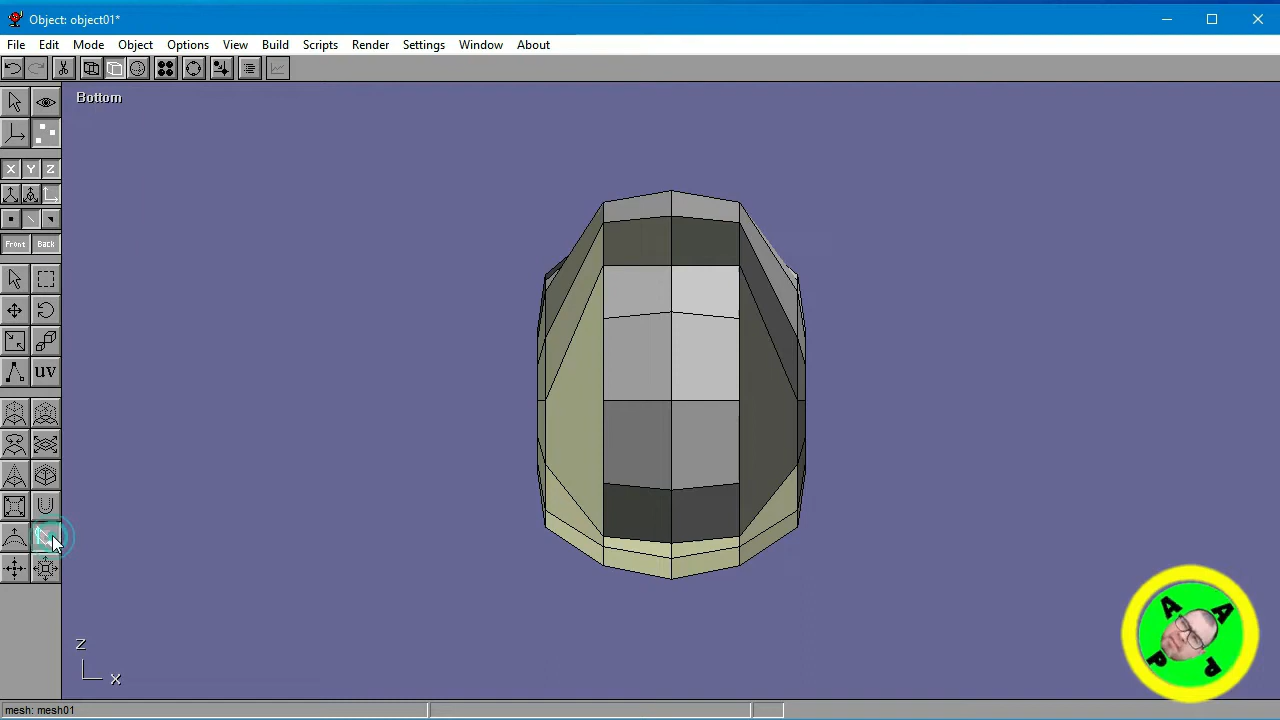 Object: object01*
File Edit Mode Object Options View Build Scripts Render Settings Window About
Bottom
X Y Z
Front Back
uv
Z
X
A A P P
mesh: mesh01